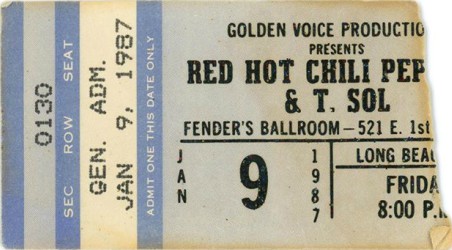 0130
SEC ROW SEAT
GEN. ADM.
JAN 9, 1987
ADMIT ONE THIS DATE ONLY
GOLDEN VOICE PRODUCTIO
PRESENTS
RED HOT CHILI PEP
& T. SOL
FENDER'S BALLROOM — 521 E. 1st
JAN
9
1987
LONG BEAC
FRIDA
8:00 P.M